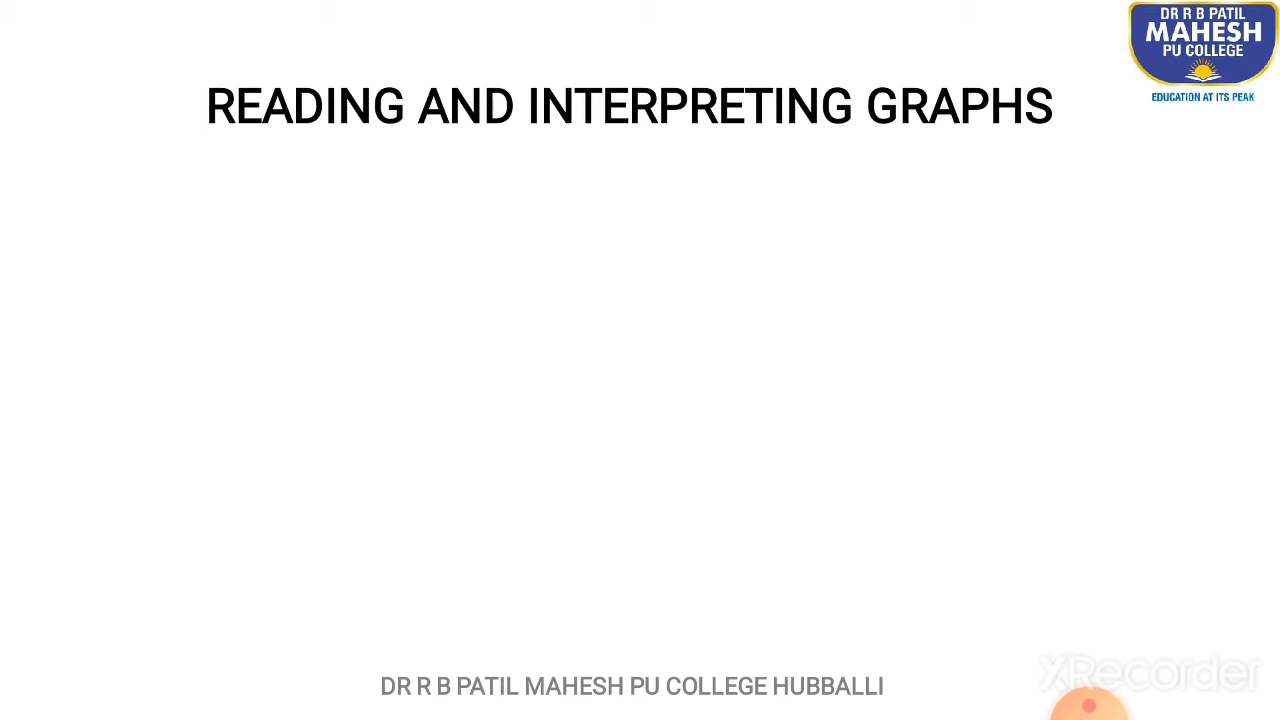 DR R B PATIL
MAHESH
PU COLLEGE
EDUCATION AT ITS PEAK
READING AND INTERPRETING GRAPHS
XRecorder
DR R B PATIL MAHESH PU COLLEGE HUBBALLI